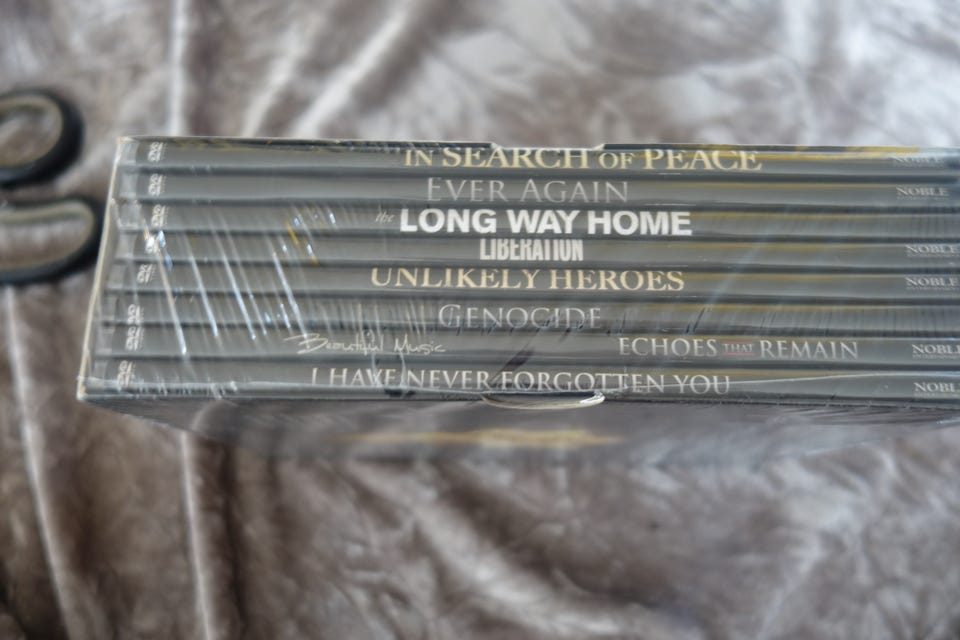 IN SEARCH OF PEACE NOBLE
EVER AGAIN NOBLE
the LONG WAY HOME
LIBERATION NOBLE
UNLIKELY HEROES NOBLE
GENOCIDE
Beautiful Music ECHOES THAT REMAIN NOBLE
I HAVE NEVER FORGOTTEN YOU NOBLE